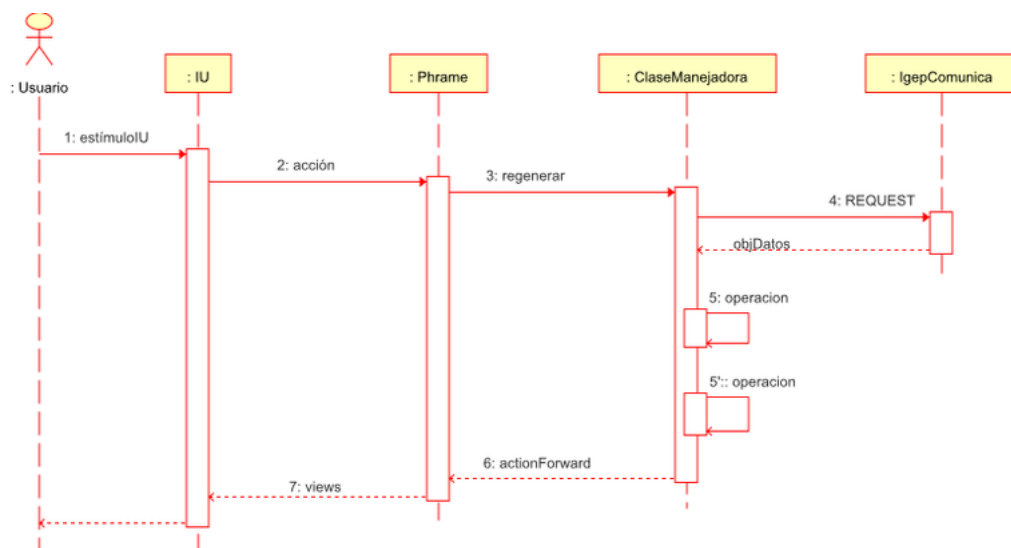 : Usuario
: IU
: Phrame
: ClaseManejadora
: IgepComunica
1: estímuloIU
2: acción
3: regenerar
4: REQUEST
objDatos
5: operacion
5':: operacion
6: actionForward
7: views